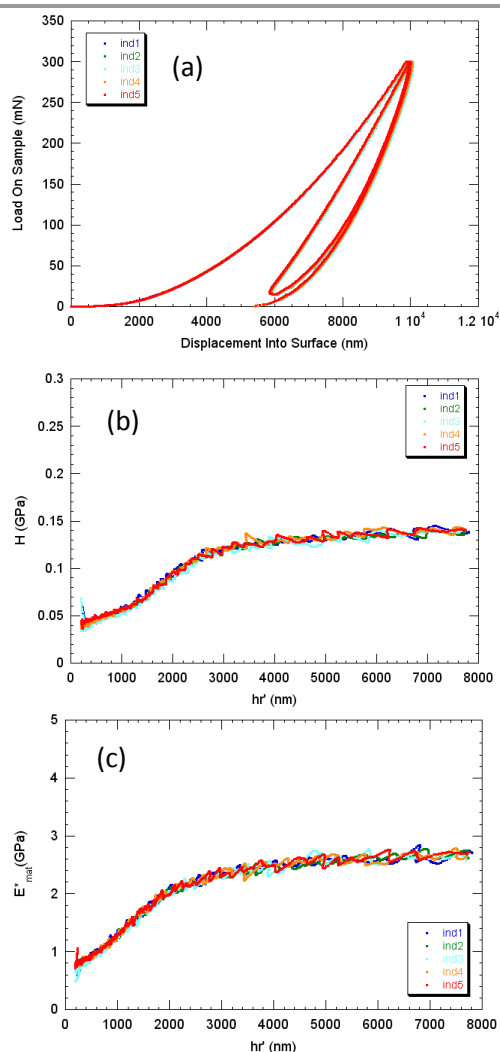 350
300
250
200
150
100
50
0
Load On Sample (mN)
ind1
ind2
ind3
ind4
ind5
(a)
0 2000 4000 6000 8000 1 10⁴ 1.2 10⁴
Displacement Into Surface (nm)
0.3
0.25
0.2
0.15
0.1
0.05
0
H (GPa)
(b)
ind1
ind2
ind3
ind4
ind5
0 1000 2000 3000 4000 5000 6000 7000 8000
hr' (nm)
5
4
3
2
1
0
E*mat (GPa)
(c)
ind1
ind2
ind3
ind4
ind5
0 1000 2000 3000 4000 5000 6000 7000 8000
hr' (nm)